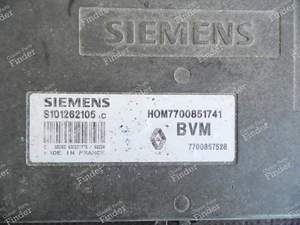 SIEMENS
SIEMENS
S101262105 C
HOM7700851741
BVM
7700857528
MADE IN FRANCE